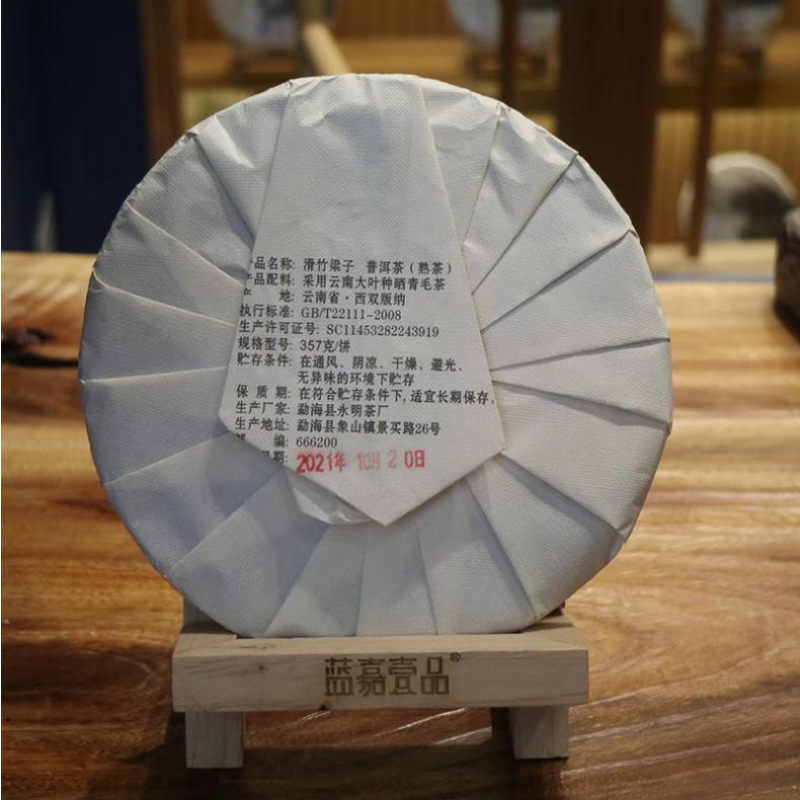 品名称: 滑竹梁子 普洱茶（熟茶）
产品配料: 采用云南大叶种晒青毛茶
产 地: 云南省·西双版纳
执行标准: GB/T22111-2008
生产许可证号: SC11453282243919
规格型号: 357克/饼
贮存条件: 在通风、阴凉、干燥、避光、
无异味的环境下贮存
保 质 期: 在符合贮存条件下,适宜长期保存。
生产厂家: 勐海县永明茶厂
生产地址: 勐海县象山镇景买路26号
编: 666200
期: 2021年 10月 20日
蓝嘉壹品®